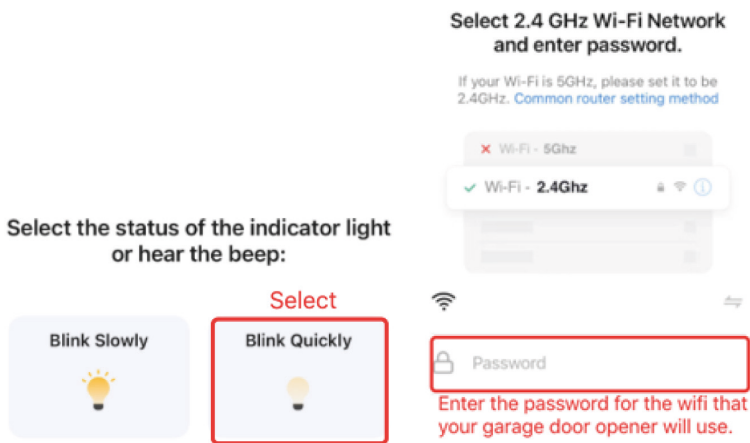 Select the status of the indicator light
or hear the beep:
Select
Blink Slowly
Blink Quickly
Select 2.4 GHz Wi-Fi Network
and enter password.
If your Wi-Fi is 5GHz, please set it to be
2.4GHz. Common router setting method
Wi-Fi - 5Ghz
Wi-Fi - 2.4Ghz
Password
Enter the password for the wifi that
your garage door opener will use.